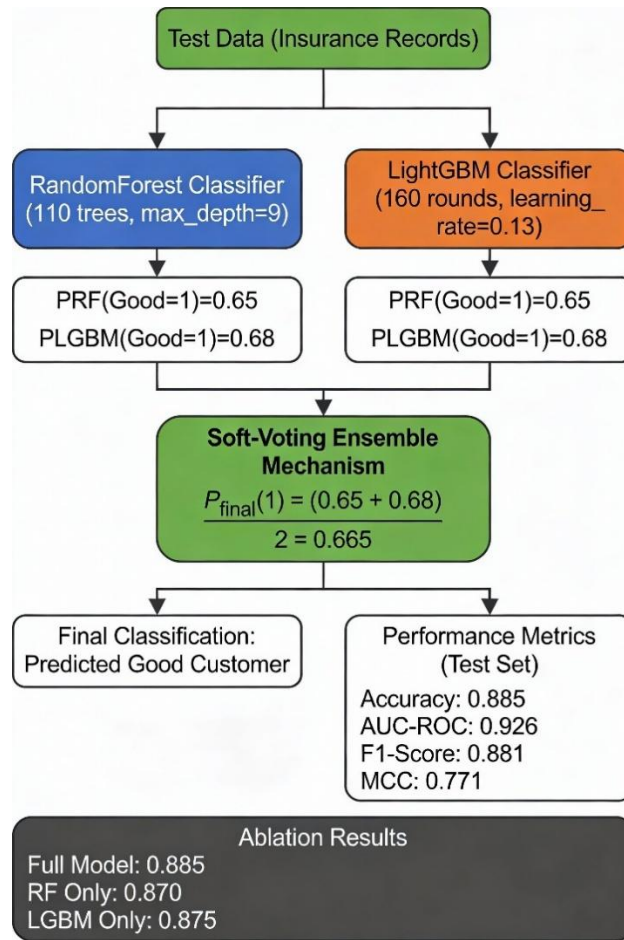 Test Data (Insurance Records)
RandomForest Classifier
(110 trees, max_depth=9)
LightGBM Classifier
(160 rounds, learning_
rate=0.13)
PRF(Good=1)=0.65
PLGBM(Good=1)=0.68
PRF(Good=1)=0.65
PLGBM(Good=1)=0.68
Soft-Voting Ensemble
Mechanism
P_final(1) = (0.65 + 0.68)
2 = 0.665
Final Classification:
Predicted Good Customer
Performance Metrics
(Test Set)
Accuracy: 0.885
AUC-ROC: 0.926
F1-Score: 0.881
MCC: 0.771
Ablation Results
Full Model: 0.885
RF Only: 0.870
LGBM Only: 0.875